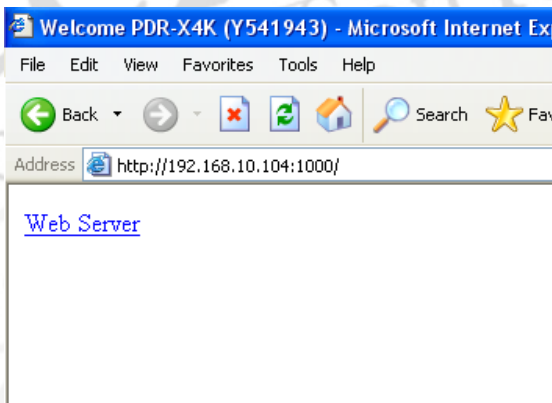 Welcome PDR-X4K (Y541943) - Microsoft Internet Ex
File Edit View Favorites Tools Help
Back Search Fav
Address http://192.168.10.104:1000/
Web Server